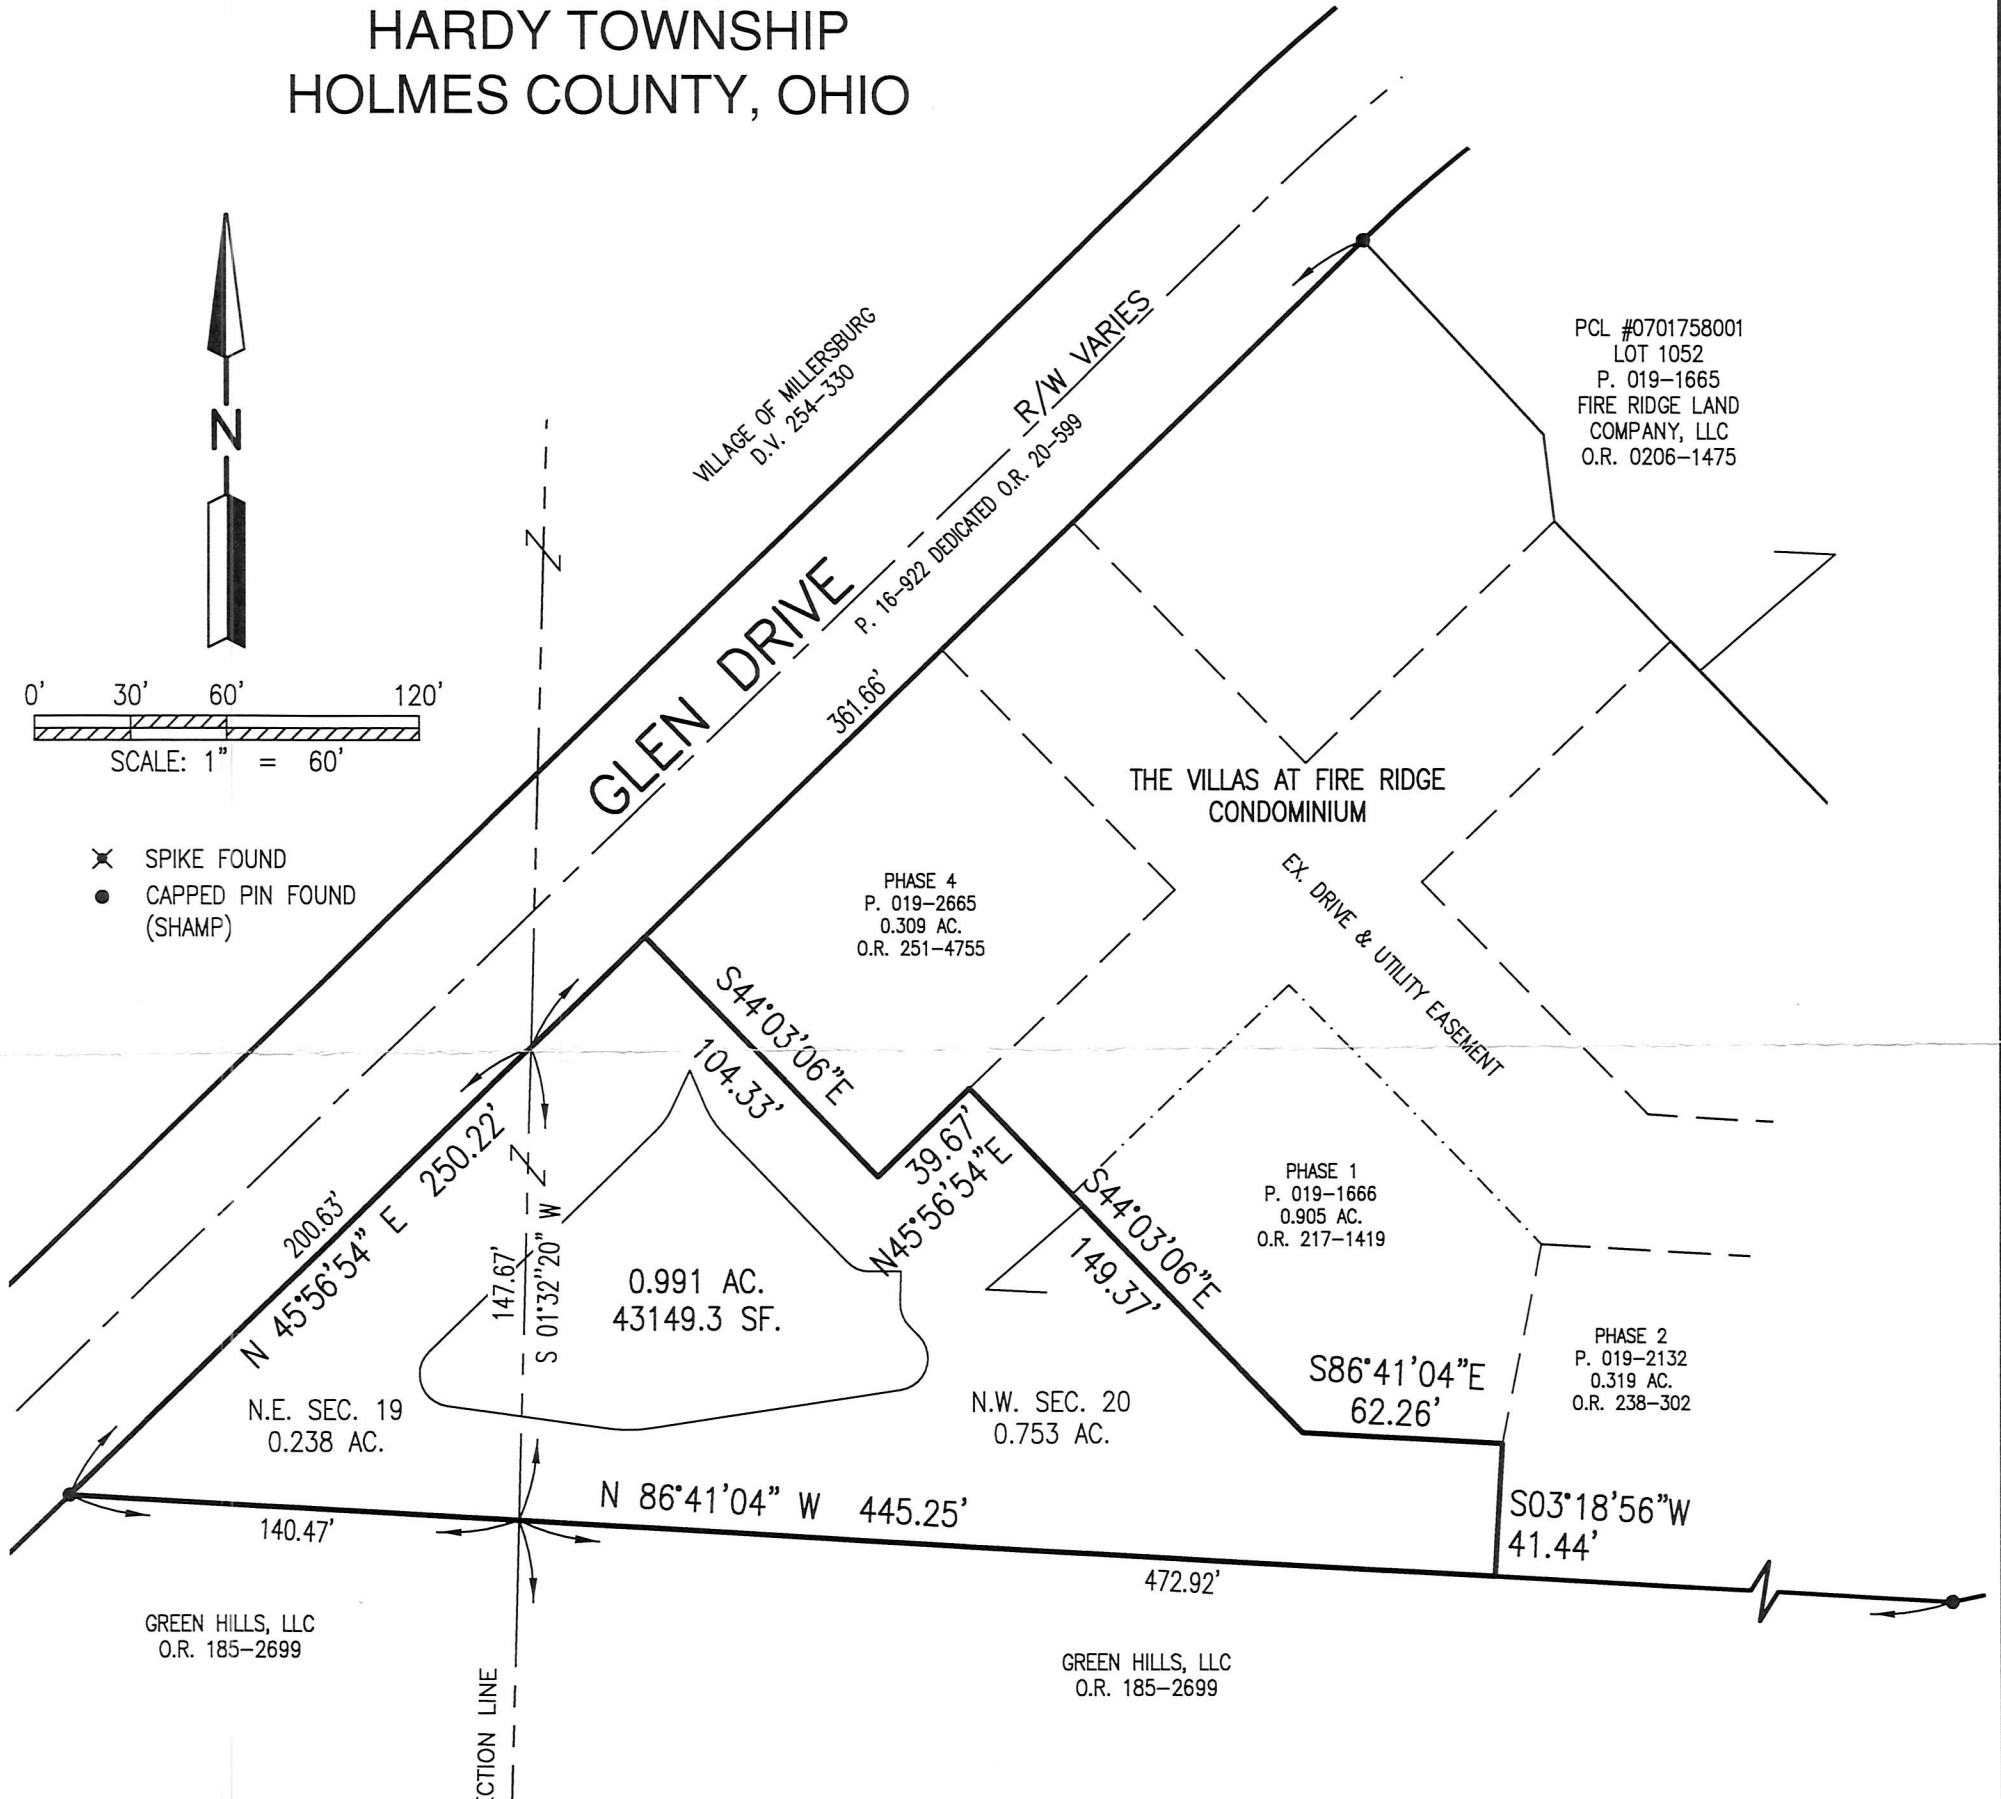 HARDY TOWNSHIP
HOLMES COUNTY, OHIO
N
0' 30' 60' 120'
SCALE: 1" = 60'
SPIKE FOUND
CAPPED PIN FOUND
(SHAMP)
VILLAGE OF MILLERSBURG
D.V. 254-330
R/W VARIES
GLEN DRIVE
P. 16-922 DEDICATED O.R. 20-599
361.66'
PCL #0701758001
LOT 1052
P. 019-1665
FIRE RIDGE LAND
COMPANY, LLC
O.R. 0206-1475
THE VILLAS AT FIRE RIDGE
CONDOMINIUM
EX. DRIVE & UTILITY EASEMENT
PHASE 4
P. 019-2665
0.309 AC.
O.R. 251-4755
S44°03'06"E
104.33'
39.67'
N45°56'54"E
S44°03'06"E
149.37'
PHASE 1
P. 019-1666
0.905 AC.
O.R. 217-1419
PHASE 2
P. 019-2132
0.319 AC.
O.R. 238-302
S86°41'04"E
62.26'
S03°18'56"W
41.44'
200.63'
N 45°56'54" E 250.22'
147.67'
S 01°32"20" W
0.991 AC.
43149.3 SF.
N.E. SEC. 19
0.238 AC.
N.W. SEC. 20
0.753 AC.
N 86°41'04" W 445.25'
140.47'
472.92'
GREEN HILLS, LLC
O.R. 185-2699
GREEN HILLS, LLC
O.R. 185-2699
ECTION LINE
Z
Z